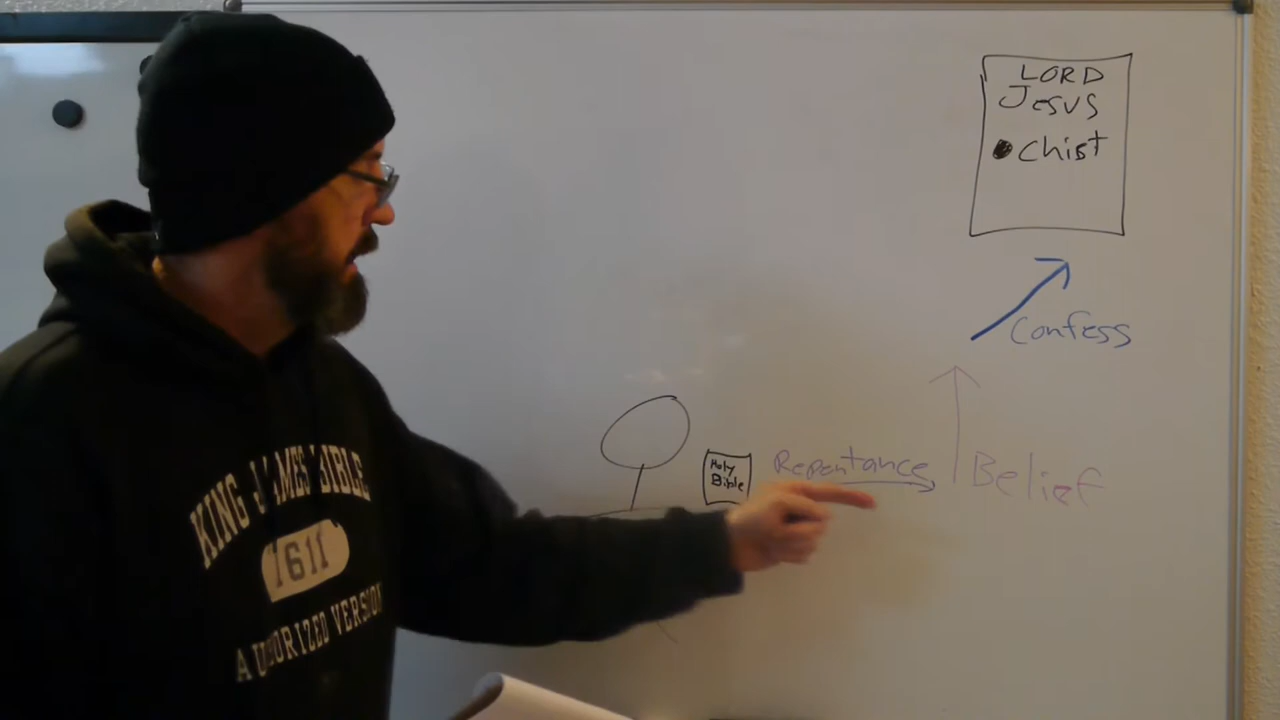 LORD
Jesus
Chist
Confess
Holy
Bible
Repentance
Belief
KING JAMES BIBLE
1611
AUTHORIZED VERSION